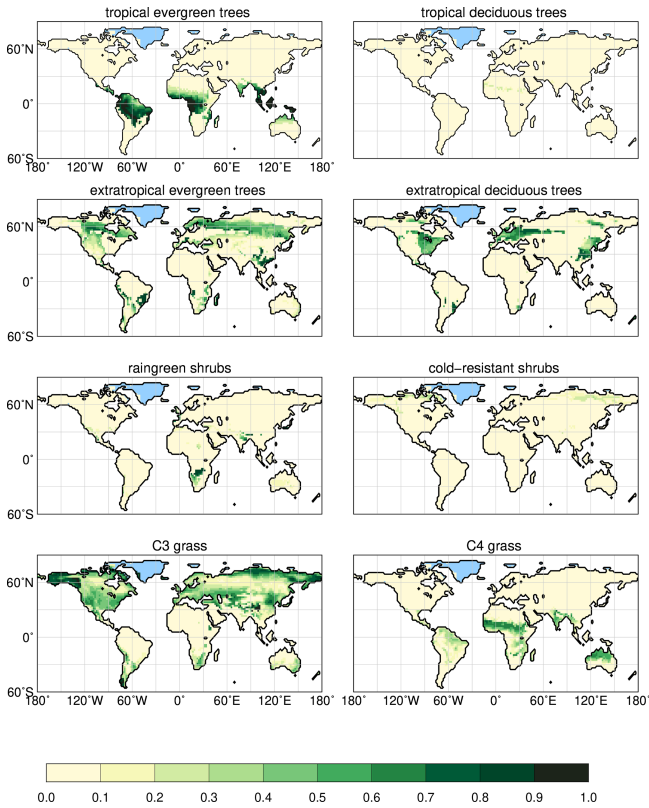 tropical evergreen trees tropical deciduous trees
60˚N
0˚
60˚S
180˚ 120˚W 60˚W 0˚ 60˚E 120˚E 180˚
extratropical evergreen trees extratropical deciduous trees
60˚N
0˚
60˚S
raingreen shrubs cold−resistant shrubs
60˚N
0˚
60˚S
C3 grass C4 grass
60˚N
0˚
60˚S
180˚ 120˚W 60˚W 0˚ 60˚E 120˚E 180˚ 120˚W 60˚W 0˚ 60˚E 120˚E 180˚
0.0 0.1 0.2 0.3 0.4 0.5 0.6 0.7 0.8 0.9 1.0